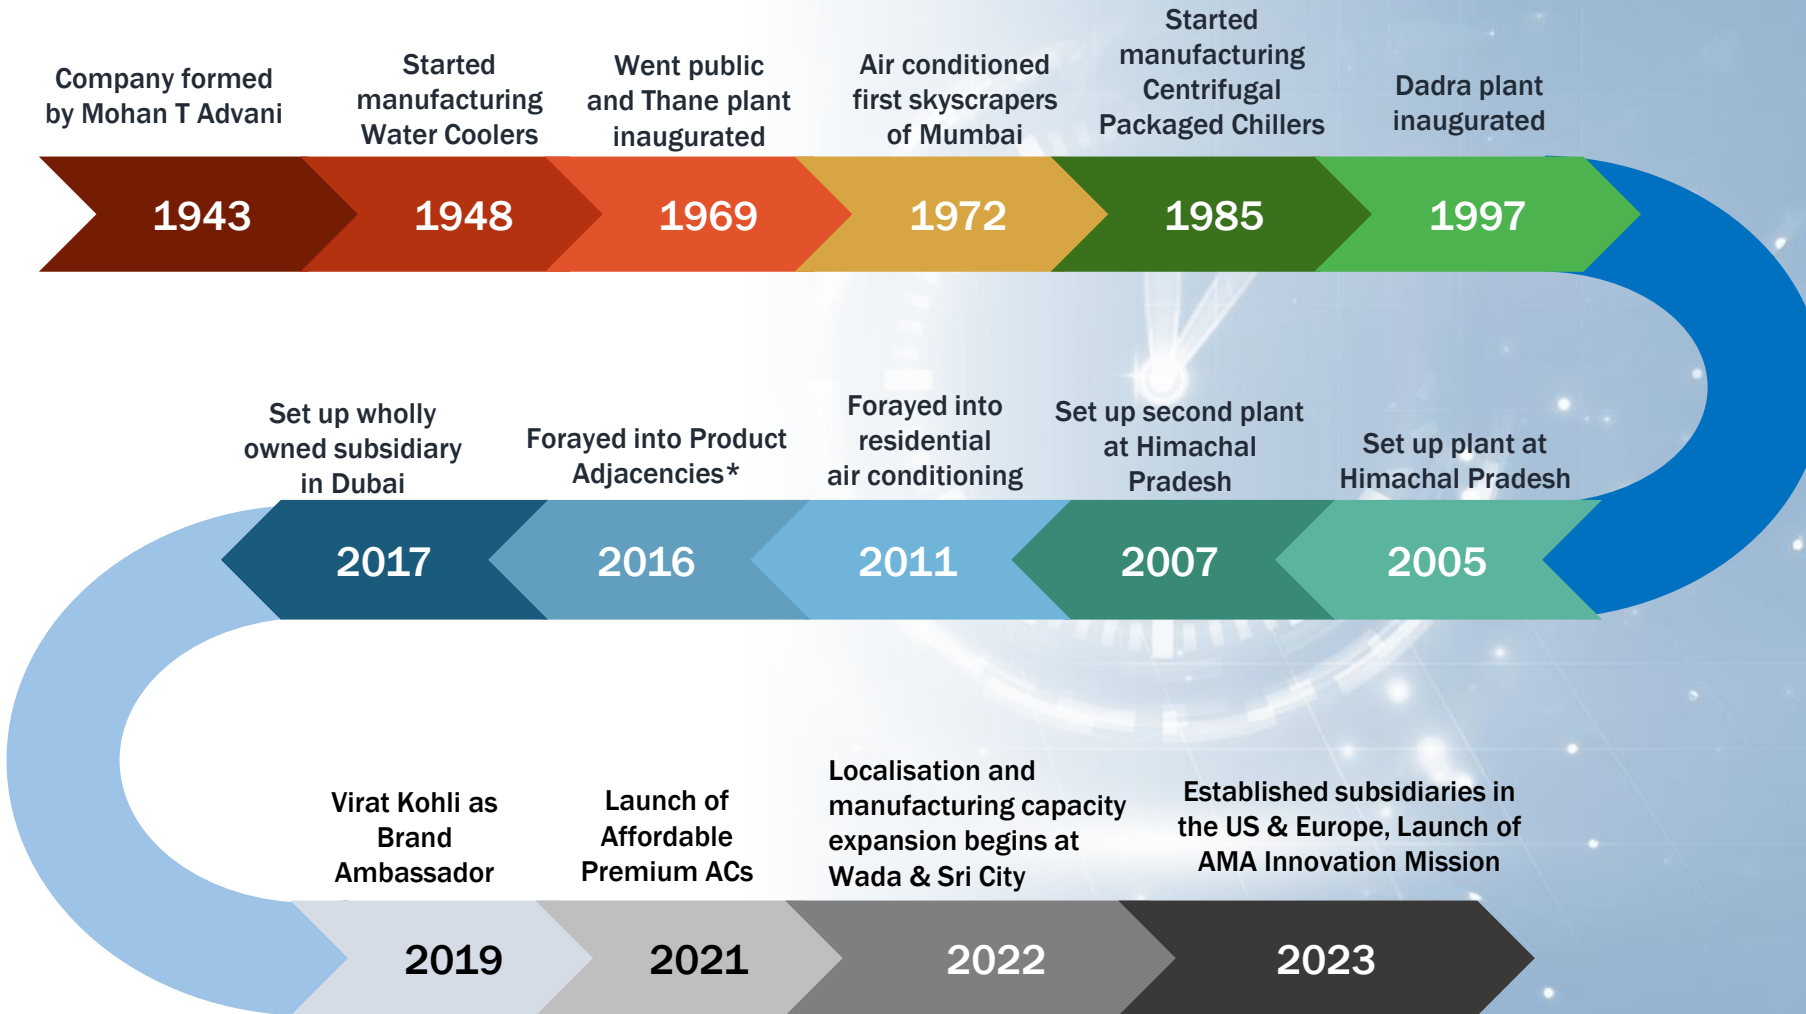 Company formed
by Mohan T Advani
1943
Started
manufacturing
Water Coolers
1948
Went public
and Thane plant
inaugurated
1969
Air conditioned
first skyscrapers
of Mumbai
1972
Started
manufacturing
Centrifugal
Packaged Chillers
1985
Dadra plant
inaugurated
1997
Set up plant at
Himachal Pradesh
2005
Set up second plant
at Himachal
Pradesh
2007
Forayed into
residential
air conditioning
2011
Forayed into Product
Adjacencies*
2016
Set up wholly
owned subsidiary
in Dubai
2017
Virat Kohli as
Brand
Ambassador
2019
Launch of
Affordable
Premium ACs
2021
Localisation and
manufacturing capacity
expansion begins at
Wada & Sri City
2022
Established subsidiaries in
the US & Europe, Launch of
AMA Innovation Mission
2023